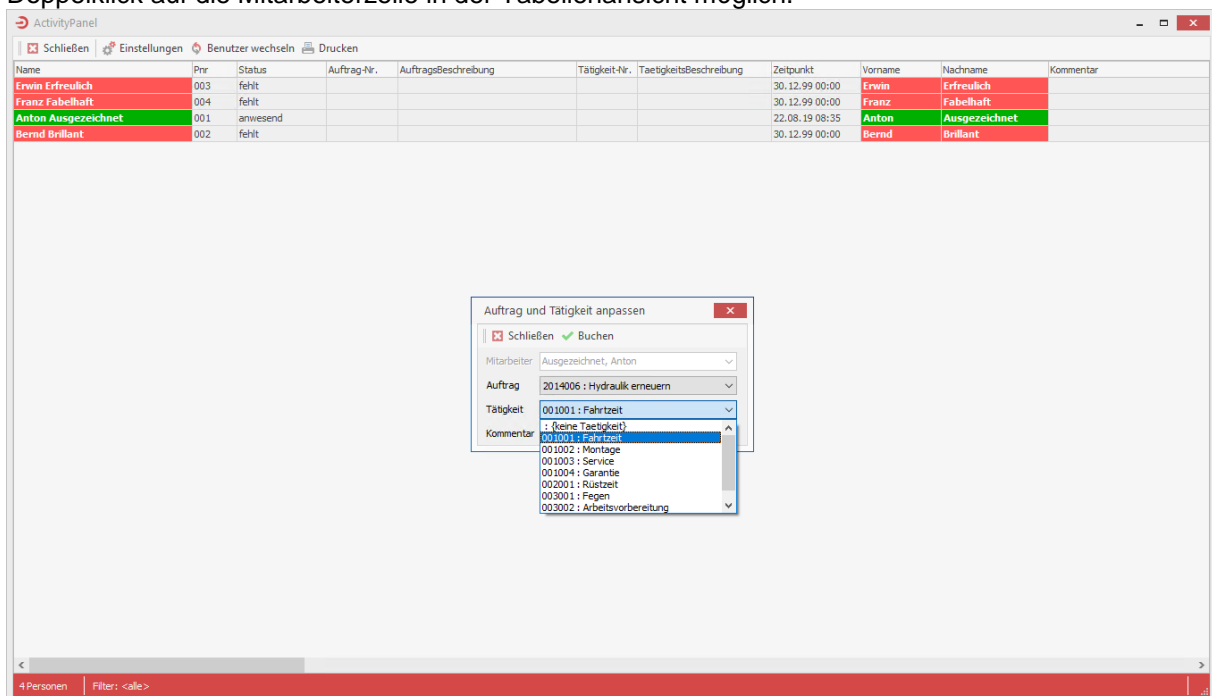 Doppelklick auf die Mitarbeiterzeile in der Tabellenansicht möglich.
ActivityPanel
Schließen Einstellungen Benutzer wechseln Drucken
Name Pnr Status Auftrag-Nr. AuftragsBeschreibung Tätigkeit-Nr. TaetigkeitsBeschreibung Zeitpunkt Vorname Nachname Kommentar
Erwin Erfreulich 003 fehlt 30.12.99 00:00 Erwin Erfreulich
Franz Fabelhaft 004 fehlt 30.12.99 00:00 Franz Fabelhaft
Anton Ausgezeichnet 001 anwesend 22.08.19 08:35 Anton Ausgezeichnet
Bernd Brillant 002 fehlt 30.12.99 00:00 Bernd Brillant
Auftrag und Tätigkeit anpassen
Schließen Buchen
Mitarbeiter Ausgezeichnet, Anton
Auftrag 2014006 : Hydraulik erneuern
Tätigkeit 001001 : Fahrtzeit
Kommentar
: {keine Taetigkeit}
001001 : Fahrtzeit
001002 : Montage
001003 : Service
001004 : Garantie
002001 : Rüstzeit
003001 : Fegen
003002 : Arbeitsvorbereitung
4 Personen Filter: <alle>